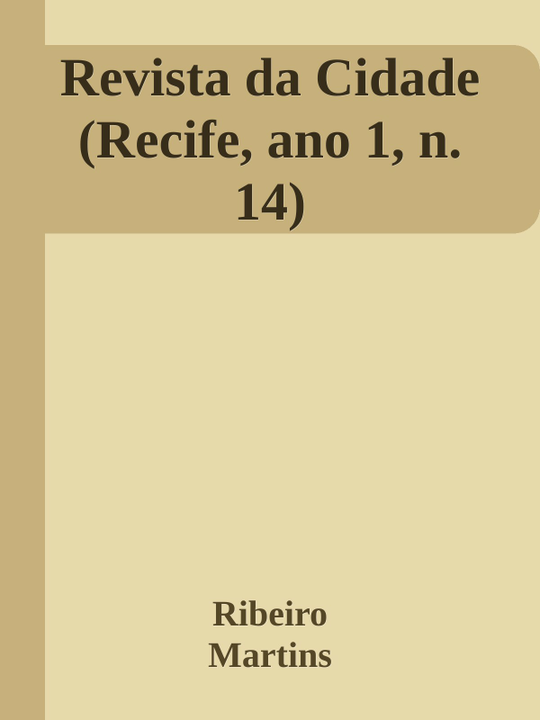 Revista da Cidade
(Recife, ano 1, n.
14)
Ribeiro
Martins